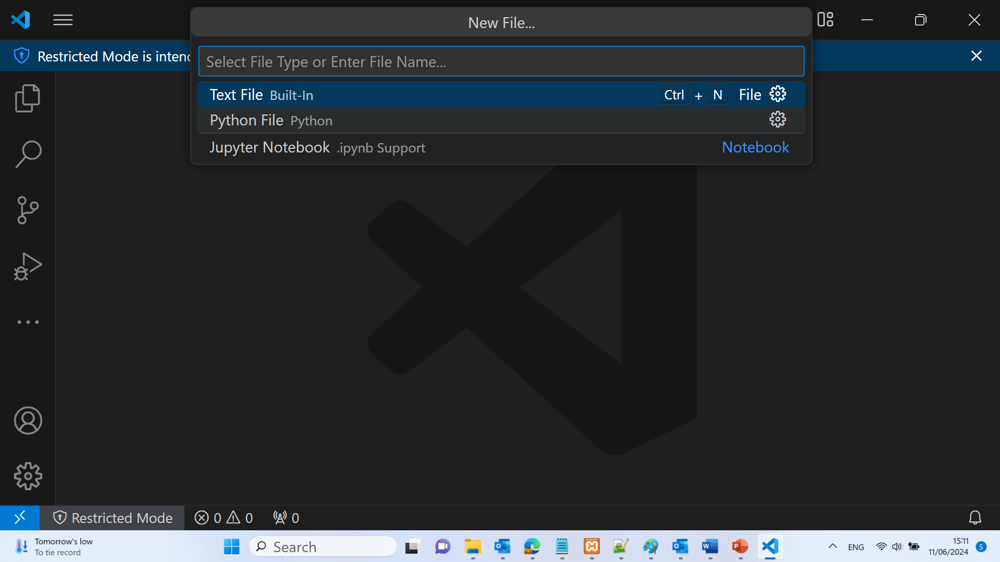 New File...
Restricted Mode is intend
Select File Type or Enter File Name...
Text File Built-In Ctrl + N File
Python File Python
Jupyter Notebook .ipynb Support Notebook
Restricted Mode 0 0 0
Tomorrow's low
To tie record
Search
ENG
15:11
11/06/2024
5